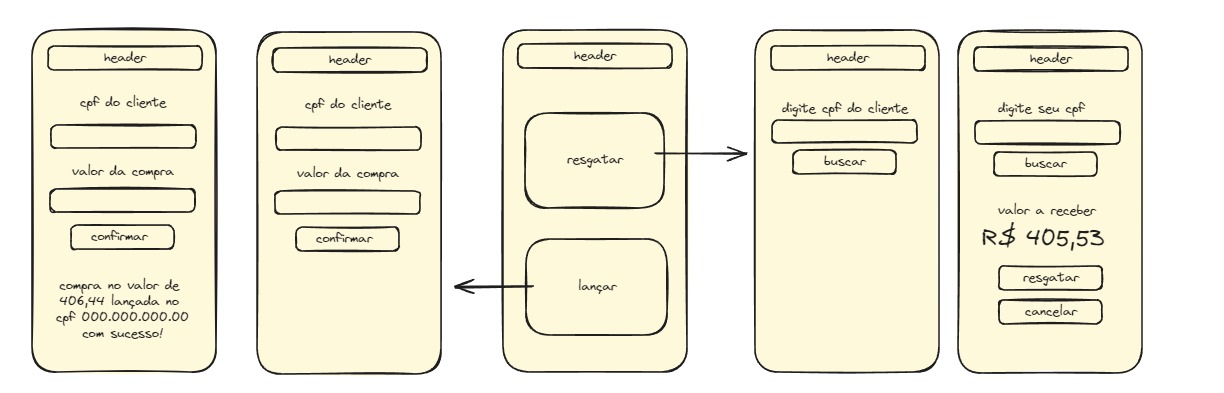 header
cpf do cliente
valor da compra
confirmar
compra no valor de
406,44 lançada no
cpf 000.000.000.00
com sucesso!
header
cpf do cliente
valor da compra
confirmar
header
resgatar
lançar
header
digite cpf do cliente
buscar
header
digite seu cpf
buscar
valor a receber
R$ 405,53
resgatar
cancelar